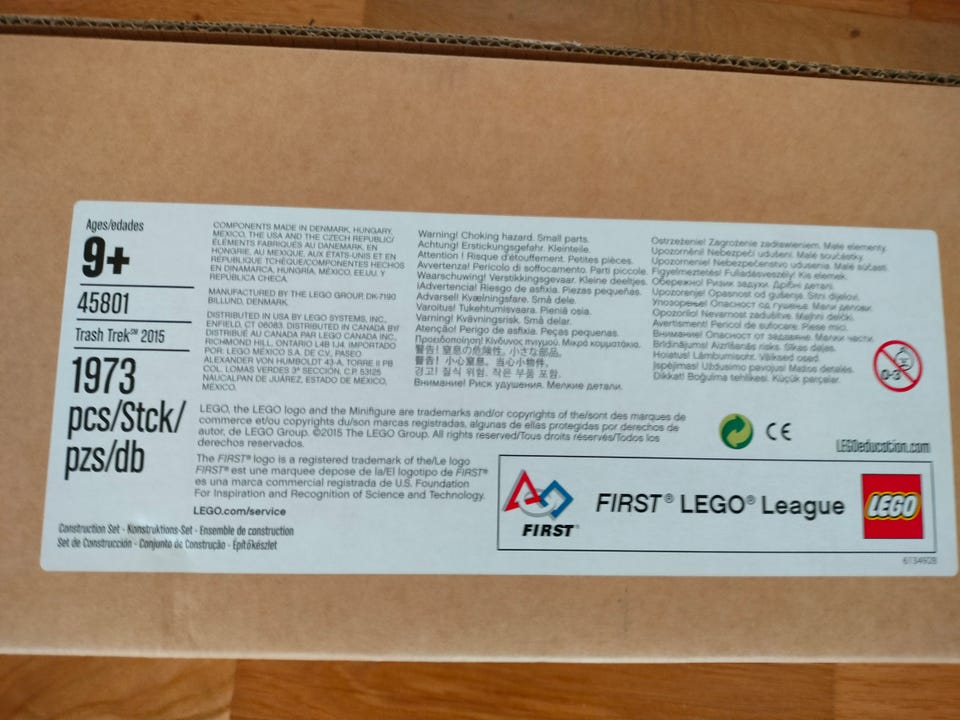 Ages/edades
9+
45801
Trash Trek℠ 2015
1973
pcs/Stck/
pzs/db
Construction Set - Konstruktions-Set - Ensemble de construction
Set de Construcción - Conjunto de Construção - Építőkészlet
COMPONENTS MADE IN DENMARK, HUNGARY,
MEXICO, THE USA AND THE CZECH REPUBLIC/
ÉLÉMENTS FABRIQUÉS AU DANEMARK, EN
HONGRIE, AU MEXIQUE, AUX ÉTATS-UNIS ET EN
RÉPUBLIQUE TCHÈQUE/COMPONENTES HECHOS
EN DINAMARCA, HUNGRÍA, MÉXICO, EE.UU. Y
REPÚBLICA CHECA.
MANUFACTURED BY THE LEGO GROUP, DK-7190
BILLUND, DENMARK.
DISTRIBUTED IN USA BY LEGO SYSTEMS, INC.,
ENFIELD, CT 06083. DISTRIBUTED IN CANADA BY/
DISTRIBUÉ AU CANADA PAR LEGO CANADA INC.,
RICHMOND HILL, ONTARIO L4B 1J4. IMPORTADO
POR: LEGO MÉXICO S.A. DE C.V., PASEO
ALEXANDER VON HUMBOLDT 43-A, TORRE II PB
COL. LOMAS VERDES 3ª SECCIÓN, C.P. 53125
NAUCALPAN DE JUÁREZ, ESTADO DE MÉXICO,
MÉXICO.
Warning! Choking hazard. Small parts.
Achtung! Erstickungsgefahr. Kleinteile.
Attention ! Risque d'étouffement. Petites pièces.
Avvertenza! Pericolo di soffocamento. Parti piccole.
Waarschuwing! Verstikkingsgevaar. Kleine deeltjes.
¡Advertencia! Riesgo de asfixia. Piezas pequeñas.
Advarsel! Kvælningsfare. Små dele.
Varoitus! Tukehtumisvaara. Pieniä osia.
Varning! Kvävningsrisk. Små delar.
Atenção! Perigo de asfixia. Peças pequenas.
Προειδοποίηση! Κίνδυνος πνιγμού. Μικρά κομματάκια.
警告! 窒息の危険性。小さな部品。
警告! 小心窒息。当心小物件。
경고! 질식 위험. 작은 부품 포함.
Внимание! Риск удушения. Мелкие детали.
Ostrzeżenie! Zagrożenie zadławieniem. Małe elementy.
Upozornění! Nebezpečí udušení. Malé součástky.
Upozornenie! Nebezpečenstvo udusenia. Malé súčasti.
Figyelmeztetés! Fulladásveszély! Kis elemek.
Обережно! Ризик задухи. Дрібні деталі.
Upozorenje! Opasnost od gušenja. Sitni dijelovi.
Упозорење! Опасност од гушења. Мали делови.
Opozorilo! Nevarnost zadušitve. Majhni delčki.
Avertisment! Pericol de sufocare. Piese mici.
Внимание! Опасност от задавяне. Малки части.
Brīdinājums! Aizrīšanās risks. Sīkas daļas.
Hoiatus! Lämbumisoht. Väiksed osad.
Įspėjimas! Uždusimo pavojus! Mažos detalės.
Dikkat! Boğulma tehlikesi. Küçük parçalar.
0-3
LEGO, the LEGO logo and the Minifigure are trademarks and/or copyrights of the/sont des marques de
commerce et/ou copyrights du/son marcas registradas, algunas de ellas protegidas por derechos de
autor, de LEGO Group. ©2015 The LEGO Group. All rights reserved/Tous droits réservés/Todos los
derechos reservados.
The FIRST® logo is a registered trademark of the/Le logo
FIRST® est une marquee depose de la/El logotipo de FIRST®
es una marca commercial registrada de U.S. Foundation
For Inspiration and Recognition of Science and Technology.
LEGO.com/service
CE
LEGOeducation.com
FIRST®
FIRST® LEGO® League
LEGO
6134928